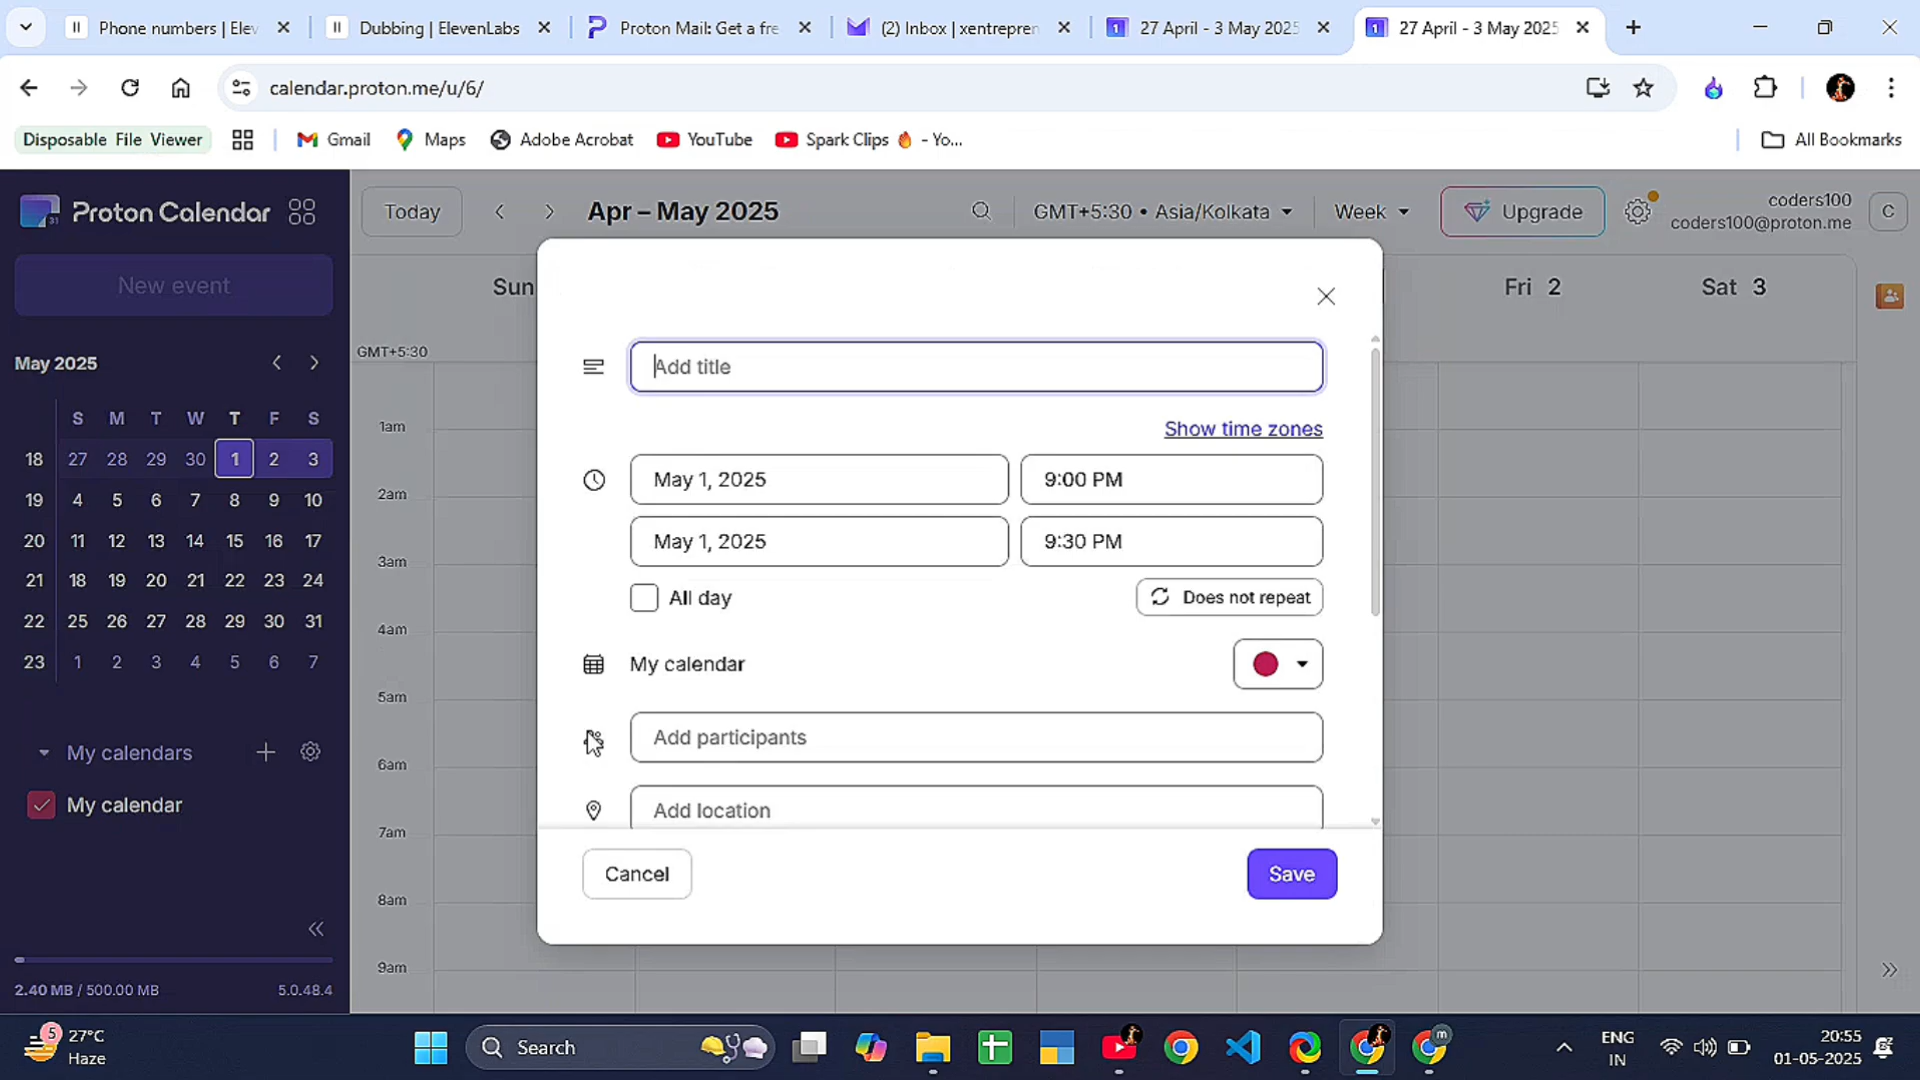 Phone numbers | Elev
Dubbing | ElevenLabs
Proton Mail: Get a fre
(2) Inbox | xentreprer
27 April - 3 May 2025
27 April - 3 May 2025
calendar.proton.me/u/6/
Disposable File Viewer
Gmail
Maps
Adobe Acrobat
YouTube
Spark Clips 🔥 - Yo...
All Bookmarks
Proton Calendar
Today
Apr – May 2025
GMT+5:30 • Asia/Kolkata
Week
Upgrade
coders100
coders100@proton.me
C
New event
Sun
Fri 2
Sat 3
GMT+5:30
May 2025
S M T W T F S
18 27 28 29 30 1 2 3
19 4 5 6 7 8 9 10
20 11 12 13 14 15 16 17
21 18 19 20 21 22 23 24
22 25 26 27 28 29 30 31
23 1 2 3 4 5 6 7
My calendars
My calendar
2.40 MB / 500.00 MB
5.0.48.4
1am
2am
3am
4am
5am
6am
7am
8am
9am
Add title
Show time zones
May 1, 2025
9:00 PM
May 1, 2025
9:30 PM
All day
Does not repeat
My calendar
Add participants
Add location
Cancel
Save
5
27°C
Haze
Search
m
ENG
IN
20:55
01-05-2025